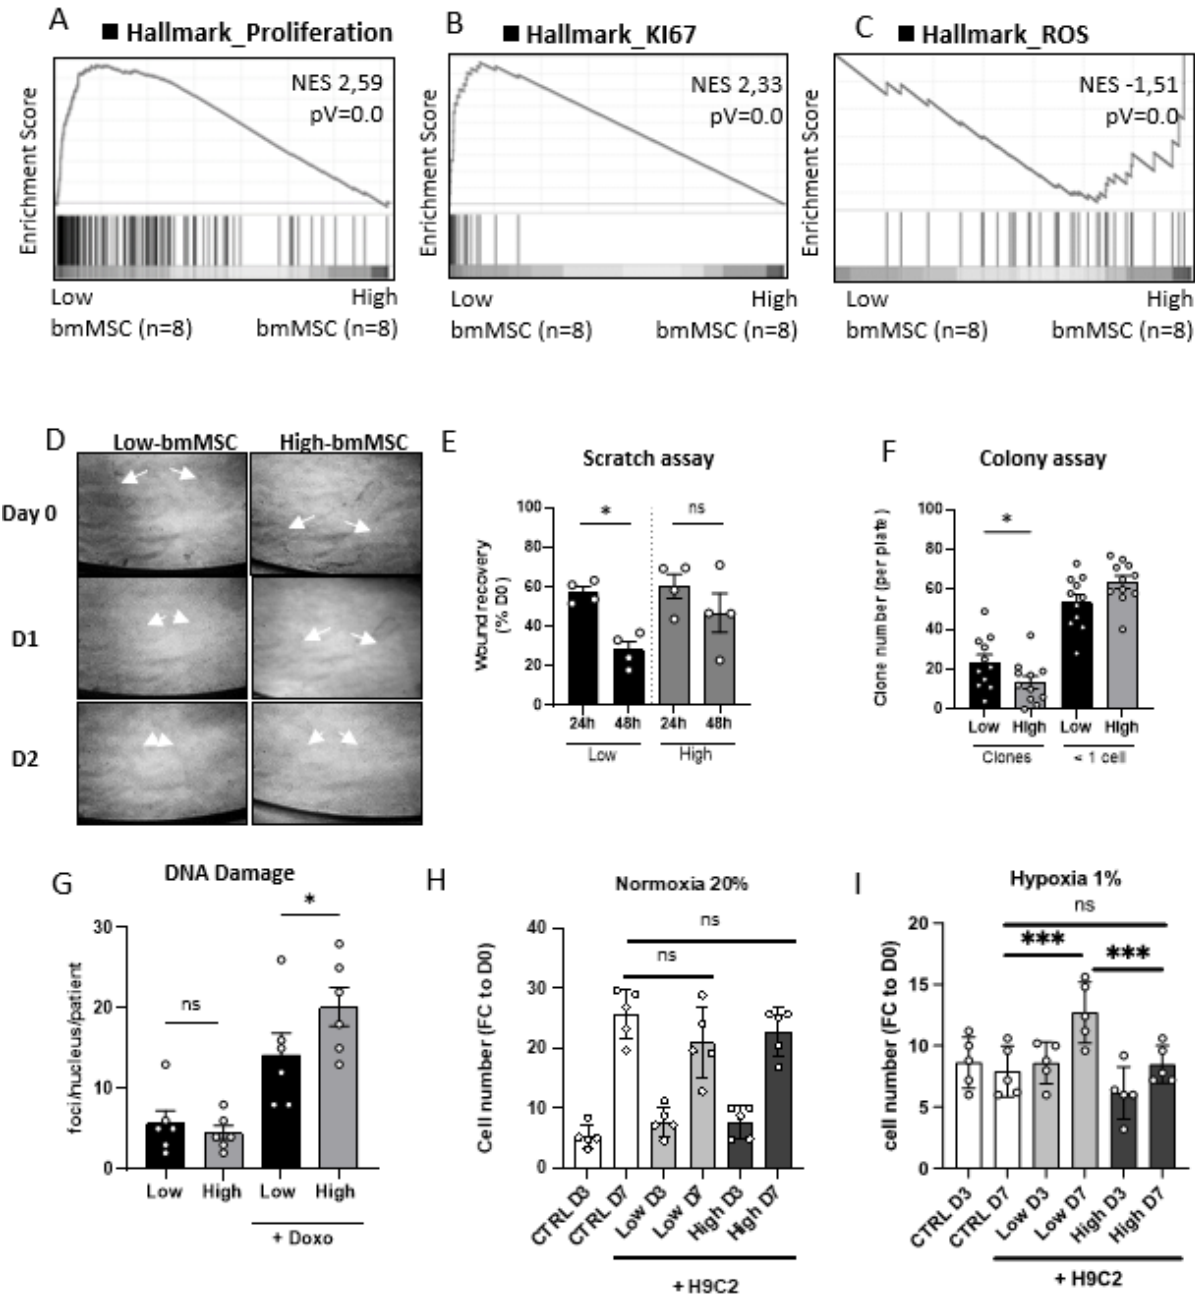 A
■ Hallmark_Proliferation
NES 2,59
pV=0.0
Enrichment Score
Low
High
bmMSC (n=8)
bmMSC (n=8)
B
■ Hallmark_KI67
NES 2,33
pV=0.0
Enrichment Score
Low
High
bmMSC (n=8)
bmMSC (n=8)
C
■ Hallmark_ROS
NES -1,51
pV=0.0
Enrichment Score
Low
High
bmMSC (n=8)
bmMSC (n=8)
D
Low-bmMSC
High-bmMSC
Day 0
D1
D2
E
Scratch assay
Wound recovery
(% D0)
100
80
60
40
20
0
*
ns
24h
48h
24h
48h
Low
High
F
Colony assay
Clone number (per plate)
100
80
60
40
20
0
*
Low
High
Low
High
Clones
< 1 cell
G
DNA Damage
foci/nucleus/patient
30
20
10
0
ns
*
Low
High
Low
High
+ Doxo
H
Normoxia 20%
Cell number (FC to D0)
40
30
20
10
0
ns
ns
CTRL D3
CTRL D7
Low D3
Low D7
High D3
High D7
+ H9C2
I
Hypoxia 1%
cell number (FC to D0)
20
15
10
5
0
ns
***
***
CTRL D3
CTRL D7
Low D3
Low D7
High D3
High D7
+ H9C2